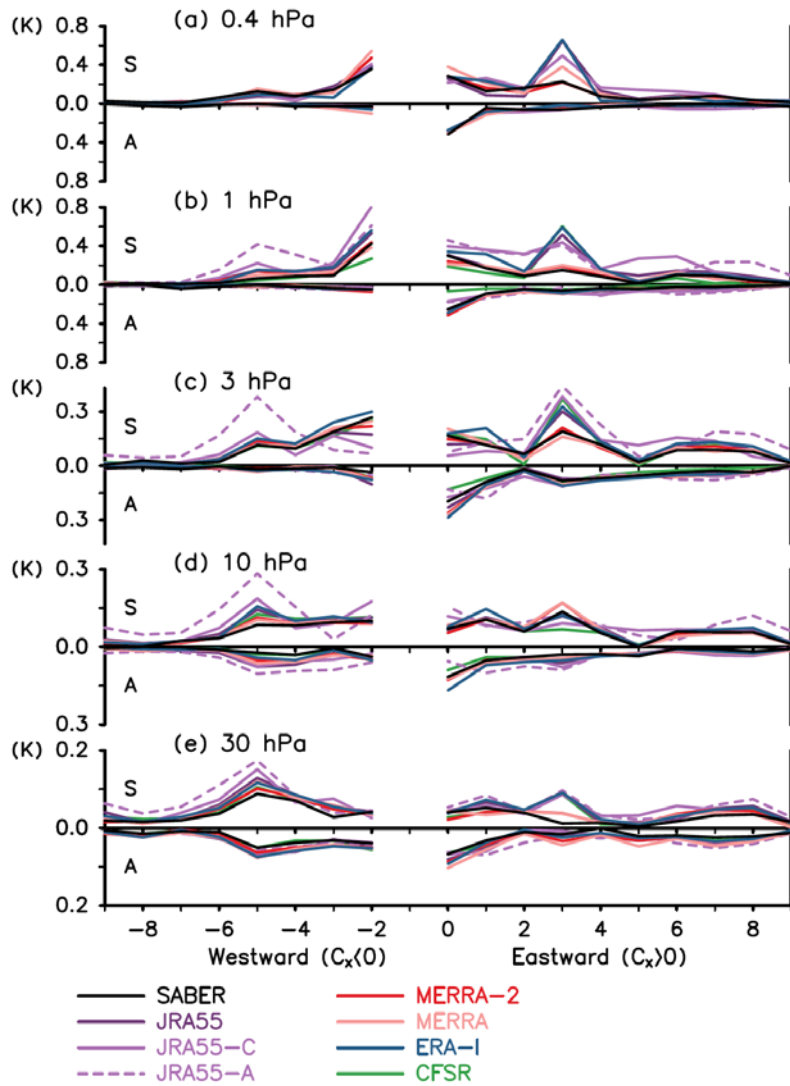 (K) (a) 0.4 hPa
0.8
S
0.4
0.0
0.4
A
0.8
(K) (b) 1 hPa
0.8
S
0.4
0.0
0.4
A
0.8
(K) (c) 3 hPa
0.3
S
0.0
A
0.3
(K) (d) 10 hPa
0.3
S
0.0
A
0.3
(K) (e) 30 hPa
0.2
S
0.0
A
0.2
-8 -6 -4 -2 0 2 4 6 8
Westward (Cx<0) Eastward (Cx>0)
SABER MERRA-2
JRA55 MERRA
JRA55-C ERA-I
JRA55-A CFSR